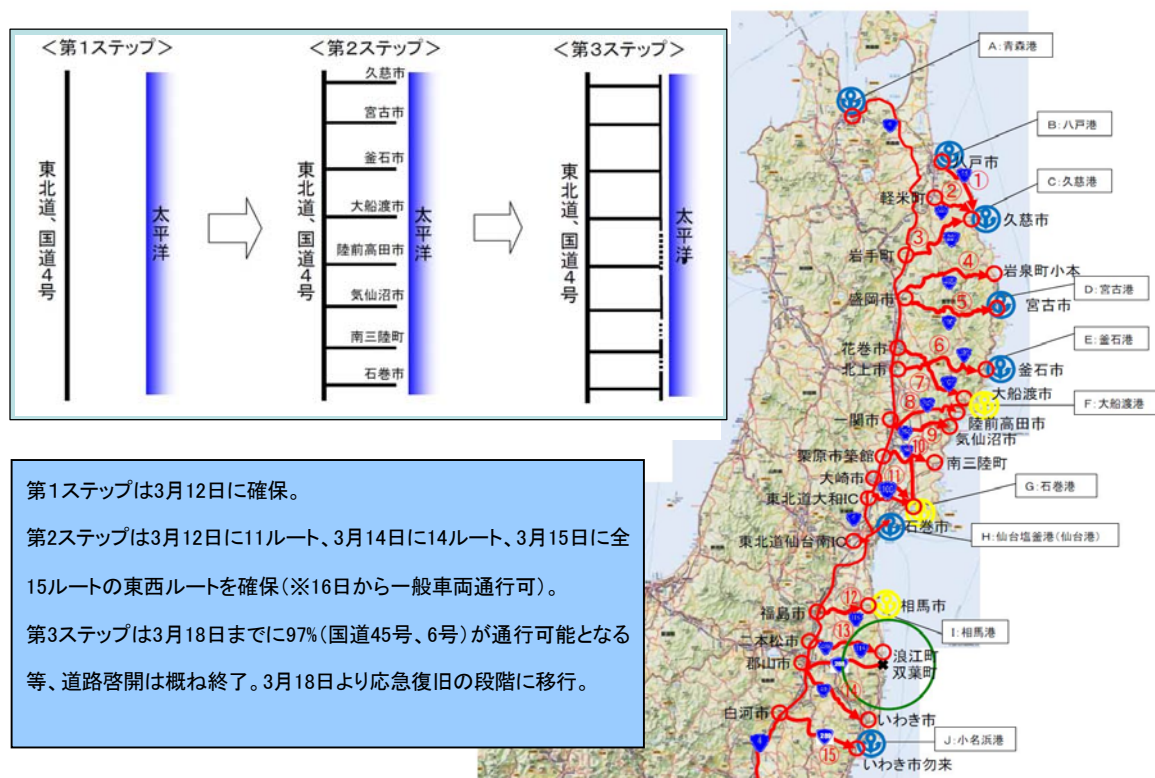 <第1ステップ>
<第2ステップ>
<第3ステップ>
東北道、国道4号
太平洋
東北道、国道4号
久慈市
宮古市
釜石市
大船渡市
陸前高田市
気仙沼市
南三陸町
石巻市
太平洋
東北道、国道4号
太平洋
第1ステップは3月12日に確保。
第2ステップは3月12日に11ルート、3月14日に14ルート、3月15日に全
15ルートの東西ルートを確保(※16日から一般車両通行可)。
第3ステップは3月18日までに97%(国道45号、6号)が通行可能となる
等、道路啓開は概ね終了。3月18日より応急復旧の段階に移行。
A:青森港
B:八戸港
八戸市
①
C:久慈港
軽米町
②
久慈市
③
岩手町
④
岩泉町小本
D:宮古港
盛岡市
⑤
宮古市
⑥
E:釜石港
花巻市
北上市
釜石市
⑦
大船渡市
⑧
F:大船渡港
一関市
陸前高田市
⑨
気仙沼市
⑩
栗原市築館
南三陸町
大崎市
⑪
G:石巻港
東北道大和IC
石巻市
H:仙台塩釜港(仙台港)
東北道仙台南IC
⑫
福島市
相馬市
I:相馬港
⑬
二本松市
浪江町
郡山市
双葉町
⑭
白河市
いわき市
J:小名浜港
4
⑮
いわき市勿来